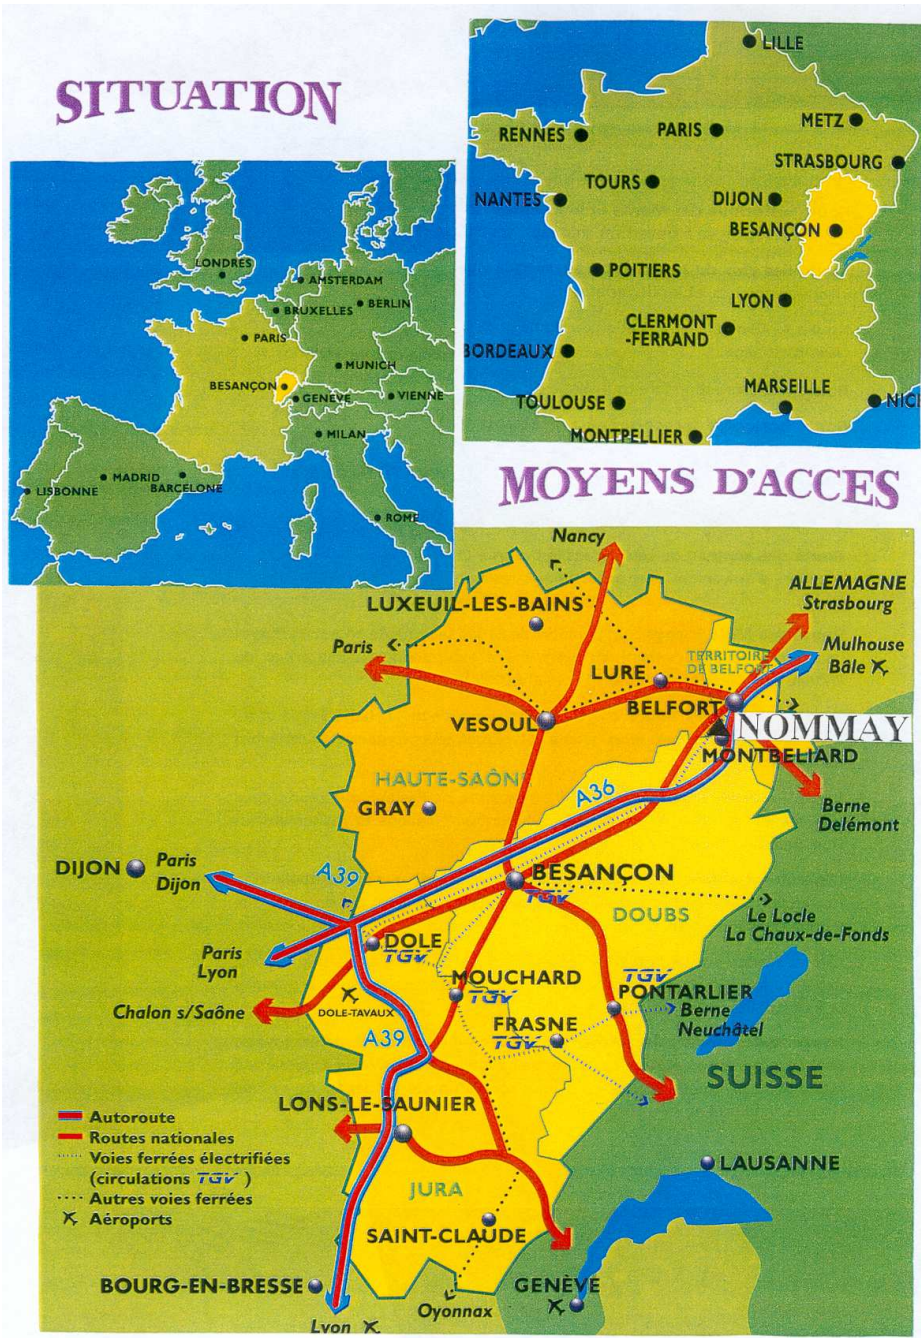 SITUATION
LONDRES
AMSTERDAM
BRUXELLES
BERLIN
PARIS
MUNICH
BESANÇON
GENÈVE
VIENNE
MILAN
MADRID
BARCELONE
LISBONNE
ROME
LILLE
RENNES
PARIS
METZ
STRASBOURG
TOURS
NANTES
DIJON
BESANÇON
POITIERS
LYON
CLERMONT
-FERRAND
BORDEAUX
MARSEILLE
TOULOUSE
NICE
MONTPELLIER
MOYENS D'ACCES
Nancy
ALLEMAGNE
Strasbourg
LUXEUIL-LES-BAINS
Paris
Mulhouse
Bâle
TERRITOIRE
DE BELFORT
LURE
BELFORT
VESOUL
NOMMAY
MONTBELIARD
HAUTE-SAÔNE
A36
GRAY
Berne
Delémont
DIJON
Paris
Dijon
A39
BESANÇON
TGV
DOUBS
Le Locle
La Chaux-de-Fonds
Paris
Lyon
DOLE
TGV
MOUCHARD
TGV
TGV
PONTARLIER
Berne
Neuchâtel
Chalon s/Saône
DOLE-TAVAUX
FRASNE
TGV
A39
SUISSE
LONS-LE-SAUNIER
Autoroute
Routes nationales
Voies ferrées électrifiées
(circulations TGV)
Autres voies ferrées
Aéroports
LAUSANNE
JURA
SAINT-CLAUDE
BOURG-EN-BRESSE
GENÈVE
Oyonnax
Lyon